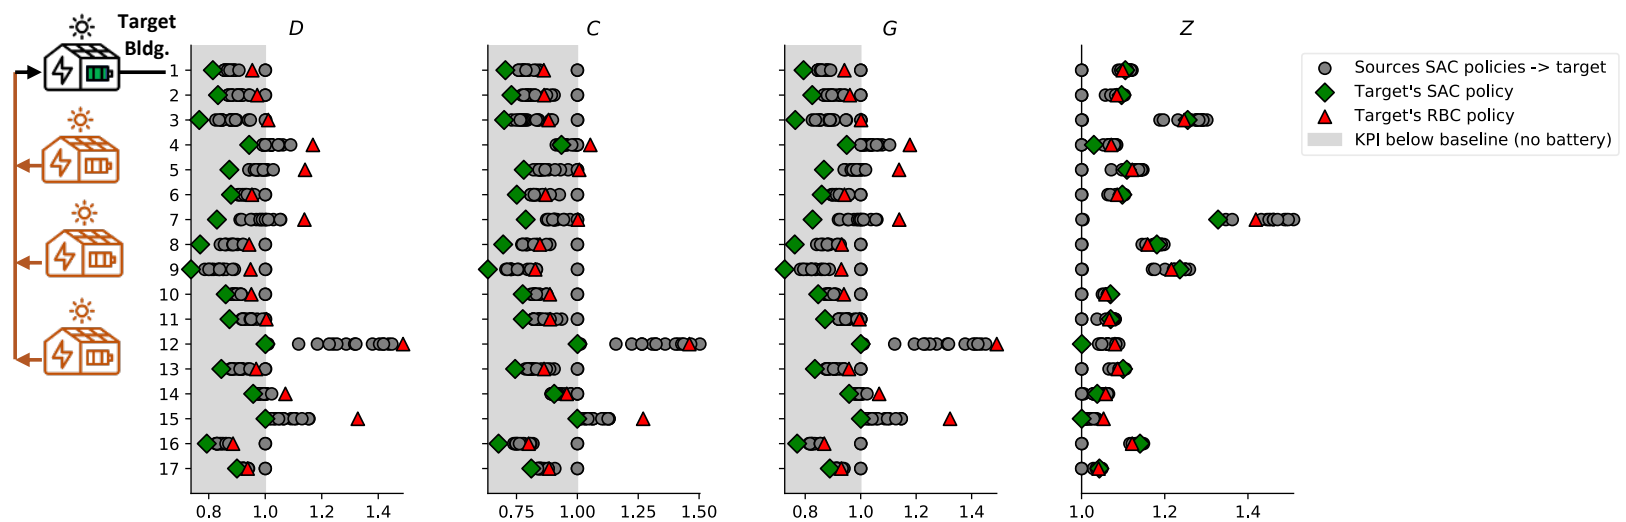 Target
Bldg.
D
C
G
Z
1
2
3
4
5
6
7
8
9
10
11
12
13
14
15
16
17
0.8 1.0 1.2 1.4
0.75 1.00 1.25 1.50
0.8 1.0 1.2 1.4
1.0 1.2 1.4
Sources SAC policies -> target
Target's SAC policy
Target's RBC policy
KPI below baseline (no battery)